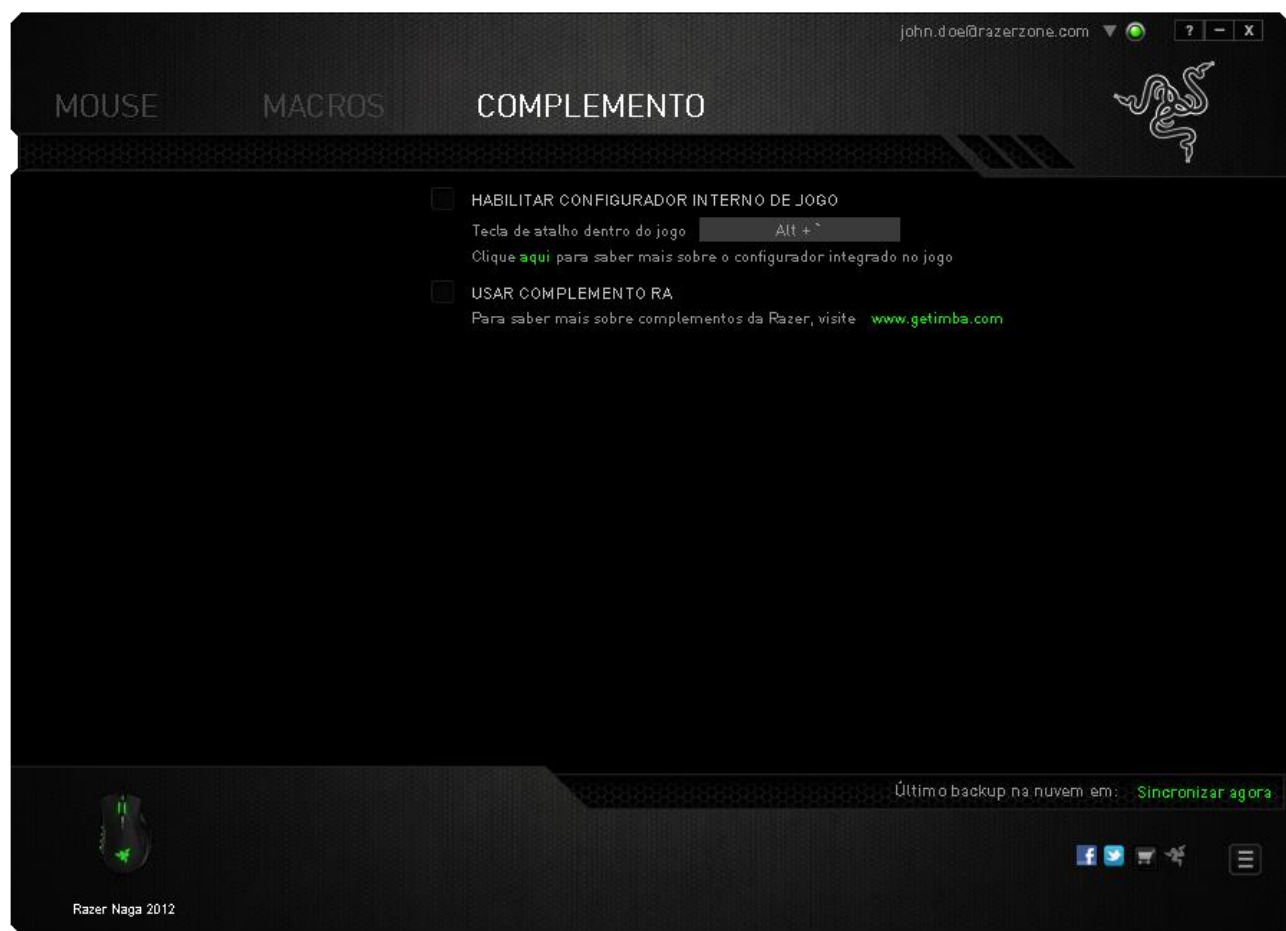 john.doe@razerzone.com
? – X
MOUSE MACROS COMPLEMENTO
HABILITAR CONFIGURADOR INTERNO DE JOGO
Tecla de atalho dentro do jogo Alt + `
Clique aqui para saber mais sobre o configurador integrado no jogo
USAR COMPLEMENTO RA
Para saber mais sobre complementos da Razer, visite www.getimba.com
Último backup na nuvem em: Sincronizar agora
Razer Naga 2012